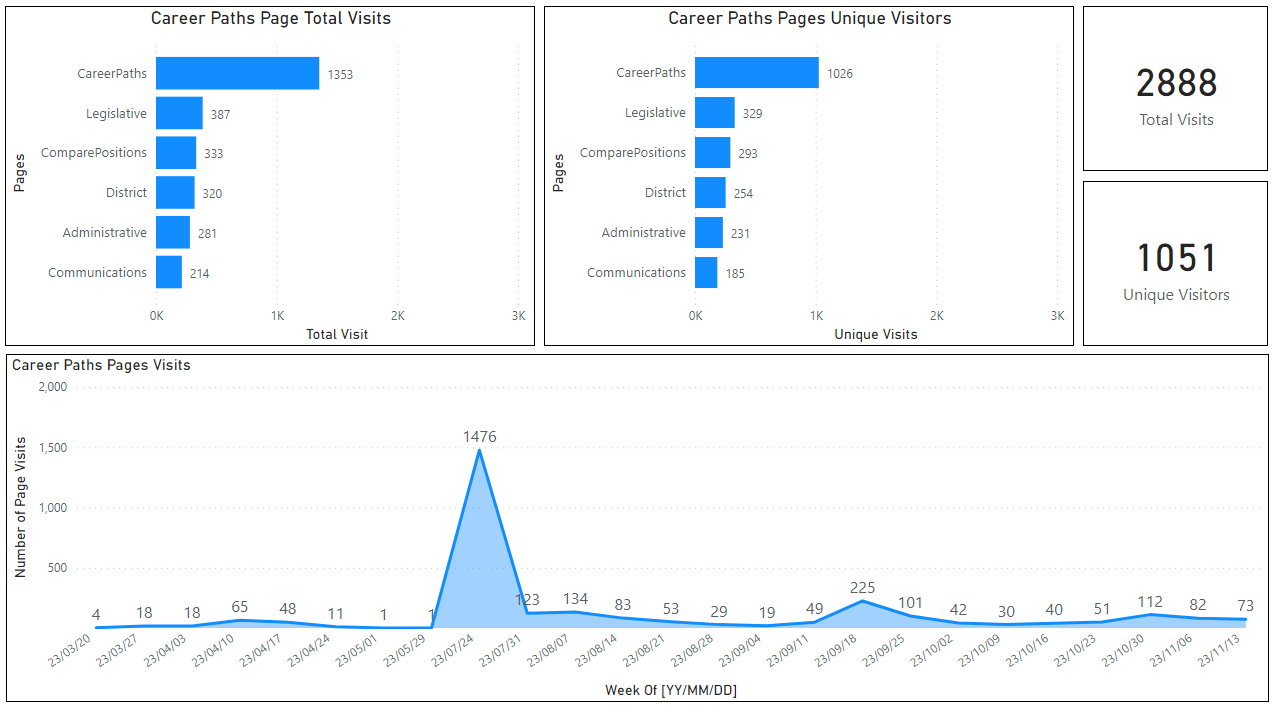 Career Paths Page Total Visits
Pages
CareerPaths 1353
Legislative 387
ComparePositions 333
District 320
Administrative 281
Communications 214
0K 1K 2K 3K
Total Visit
Career Paths Pages Unique Visitors
Pages
CareerPaths 1026
Legislative 329
ComparePositions 293
District 254
Administrative 231
Communications 185
0K 1K 2K 3K
Unique Visits
2888
Total Visits
1051
Unique Visitors
Career Paths Pages Visits
Number of Page Visits
2,000
1,500
1,000
500
4 18 18 65 48 11 1 1 1476 123 134 83 53 29 19 49 225 101 42 30 40 51 112 82 73
23/03/20 23/03/27 23/04/03 23/04/10 23/04/17 23/04/24 23/05/01 23/05/29 23/07/24 23/07/31 23/08/07 23/08/14 23/08/21 23/08/28 23/09/04 23/09/11 23/09/18 23/09/25 23/10/02 23/10/09 23/10/16 23/10/23 23/10/30 23/11/06 23/11/13
Week Of [YY/MM/DD]